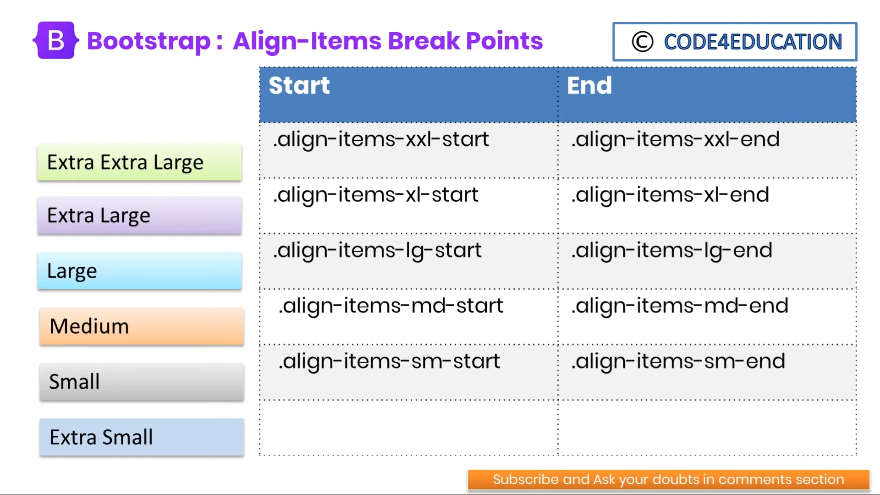 B Bootstrap : Align-Items Break Points
© CODE4EDUCATION
Start End
Extra Extra Large .align-items-xxl-start .align-items-xxl-end
Extra Large .align-items-xl-start .align-items-xl-end
Large .align-items-lg-start .align-items-lg-end
Medium .align-items-md-start .align-items-md-end
Small .align-items-sm-start .align-items-sm-end
Extra Small
Subscribe and Ask your doubts in comments section